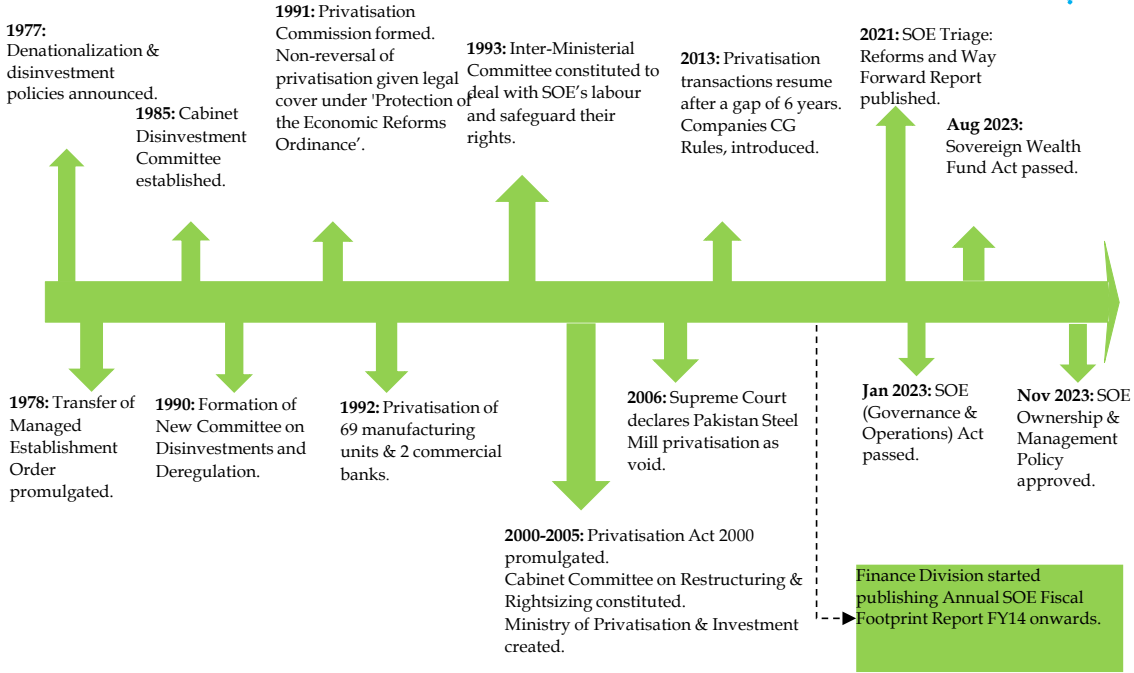 1977:
Denationalization &
disinvestment
policies announced.
1985: Cabinet
Disinvestment
Committee
established.
1991: Privatisation
Commission formed.
Non-reversal of
privatisation given legal
cover under 'Protection of
the Economic Reforms
Ordinance’.
1993: Inter-Ministerial
Committee constituted to
deal with SOE’s labour
and safeguard their
rights.
2013: Privatisation
transactions resume
after a gap of 6 years.
Companies CG
Rules, introduced.
2021: SOE Triage:
Reforms and Way
Forward Report
published.
Aug 2023:
Sovereign Wealth
Fund Act passed.
1978: Transfer of
Managed
Establishment
Order
promulgated.
1990: Formation of
New Committee on
Disinvestments and
Deregulation.
1992: Privatisation of
69 manufacturing
units & 2 commercial
banks.
2000-2005: Privatisation Act 2000
promulgated.
Cabinet Committee on Restructuring &
Rightsizing constituted.
Ministry of Privatisation & Investment
created.
2006: Supreme Court
declares Pakistan Steel
Mill privatisation as
void.
Jan 2023: SOE
(Governance &
Operations) Act
passed.
Nov 2023: SOE
Ownership &
Management
Policy
approved.
Finance Division started
publishing Annual SOE Fiscal
Footprint Report FY14 onwards.